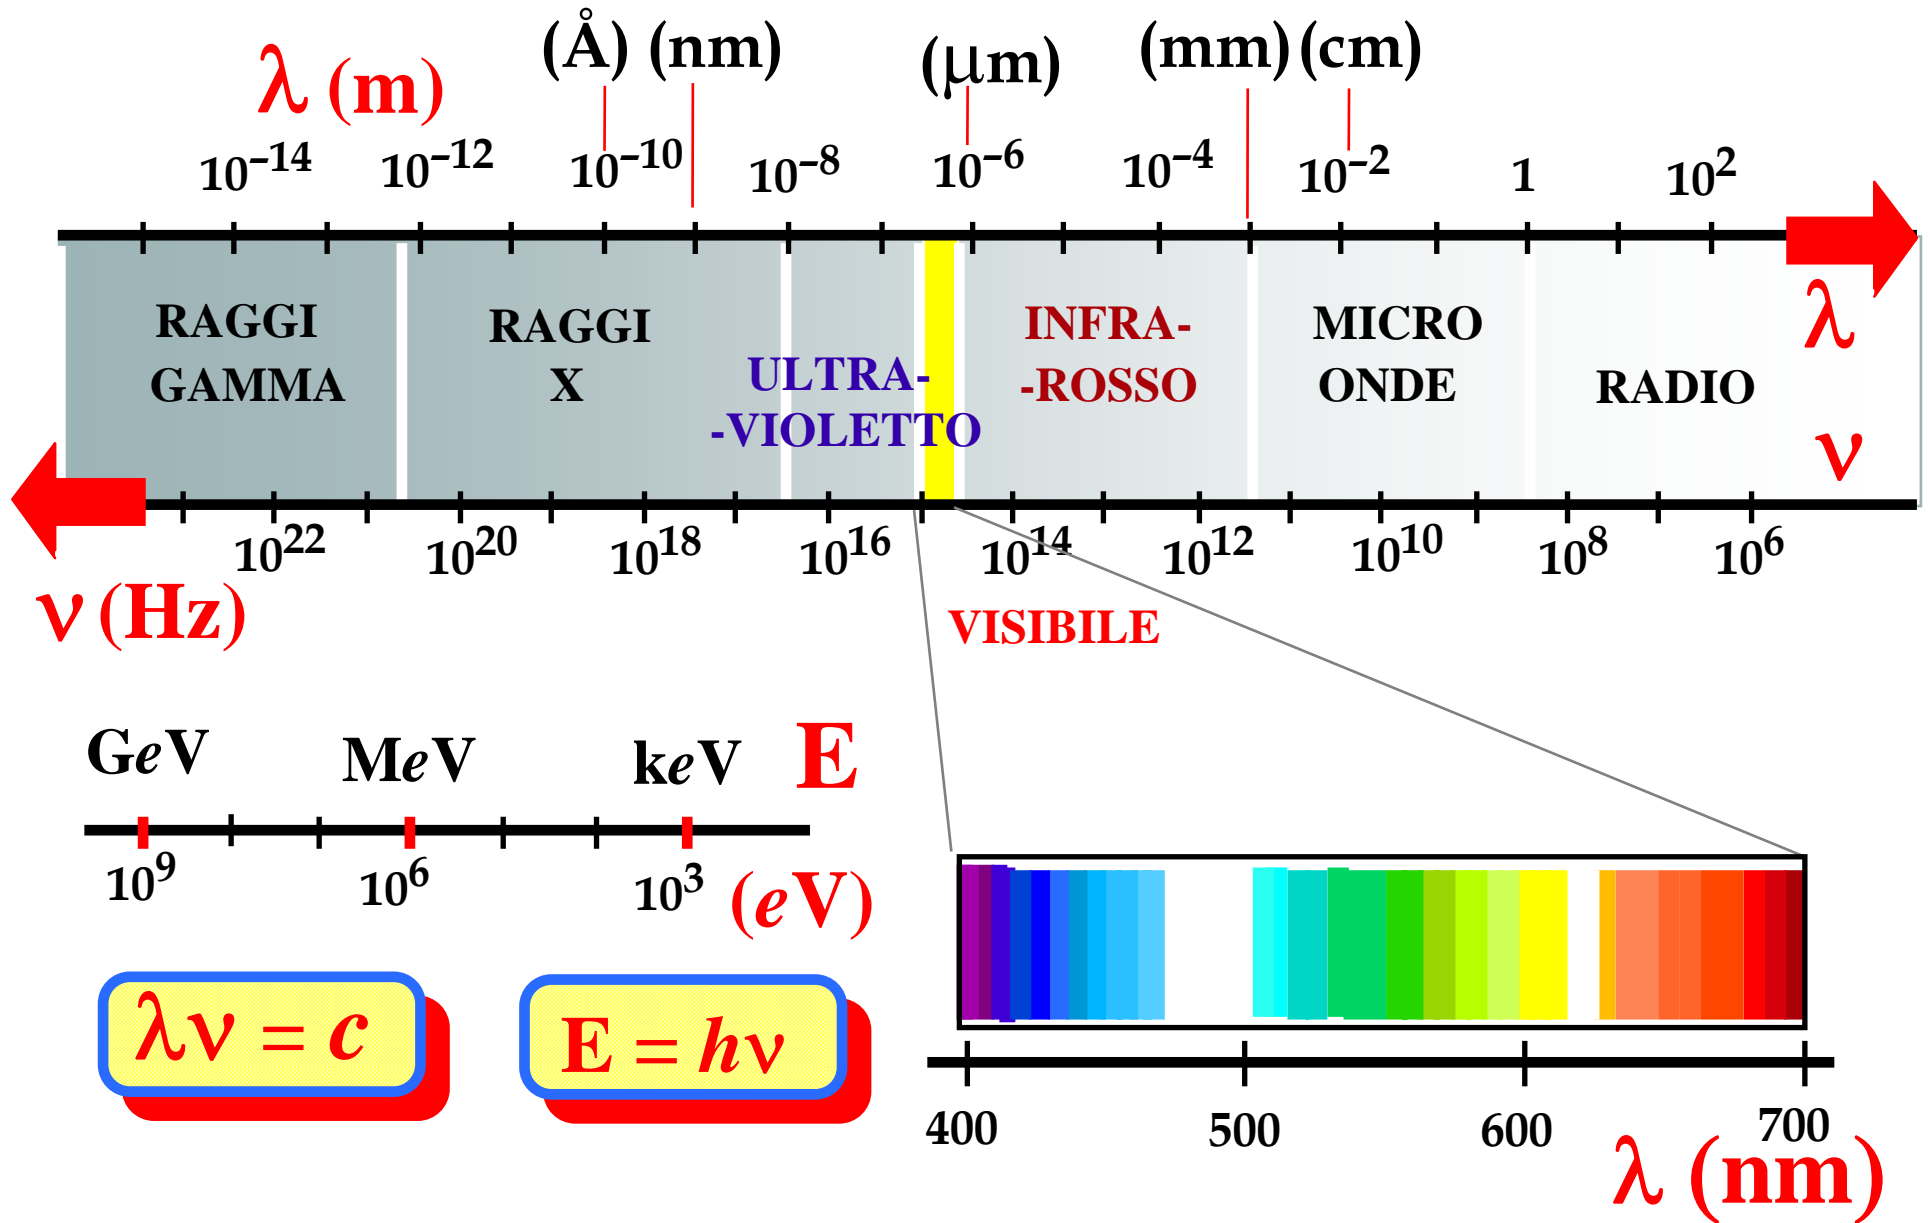 λ (m)
(Å) (nm) (μm) (mm) (cm)
10⁻¹⁴ 10⁻¹² 10⁻¹⁰ 10⁻⁸ 10⁻⁶ 10⁻⁴ 10⁻² 1 10²
RAGGI
GAMMA
RAGGI
X
ULTRA-
-VIOLETTO
INFRA-
-ROSSO
MICRO
ONDE
RADIO
λ
ν
10²² 10²⁰ 10¹⁸ 10¹⁶ 10¹⁴ 10¹² 10¹⁰ 10⁸ 10⁶
ν (Hz)
VISIBILE
GeV MeV keV E
10⁹ 10⁶ 10³ (eV)
λν = c
E = hν
400 500 600 700
λ (nm)